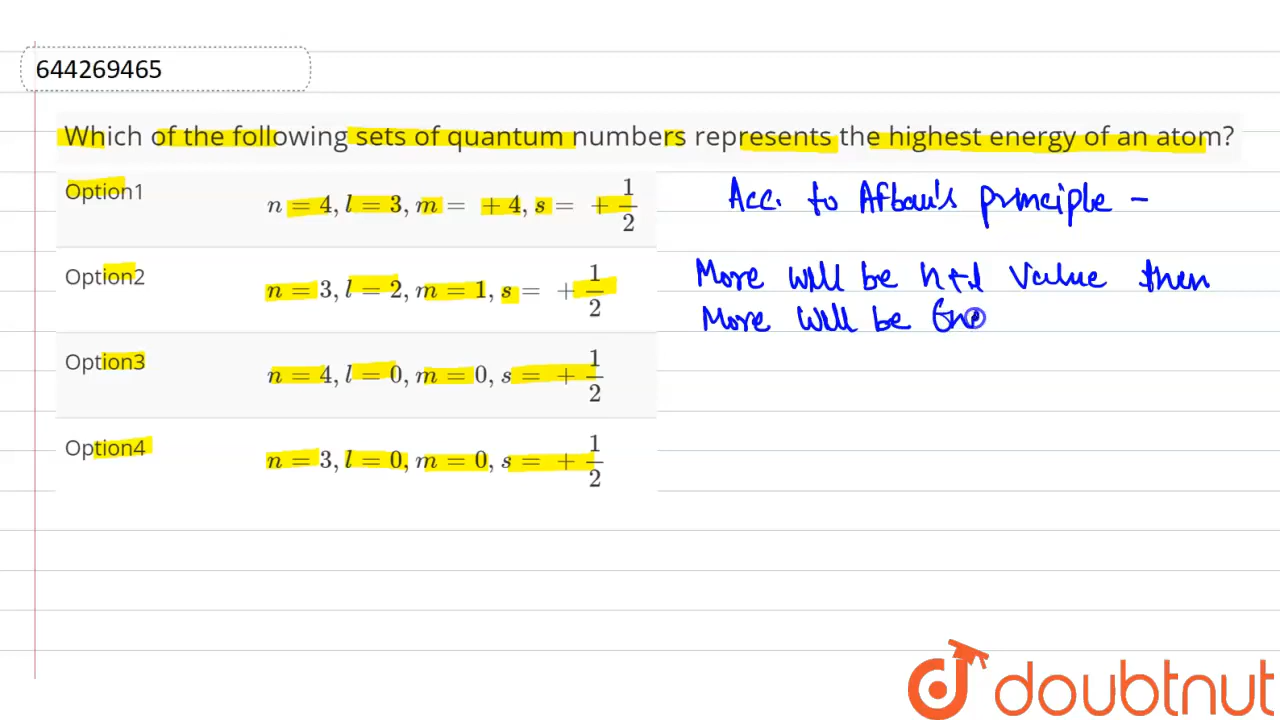 644269465
Which of the following sets of quantum numbers represents the highest energy of an atom?
Option1 n = 4, l = 3, m = +4, s = +1/2
Option2 n = 3, l = 2, m = 1, s = +1/2
Option3 n = 4, l = 0, m = 0, s = +1/2
Option4 n = 3, l = 0, m = 0, s = +1/2
Acc. to Afbau's principle -
More will be n+l Value then
More will be Ene
doubtnut